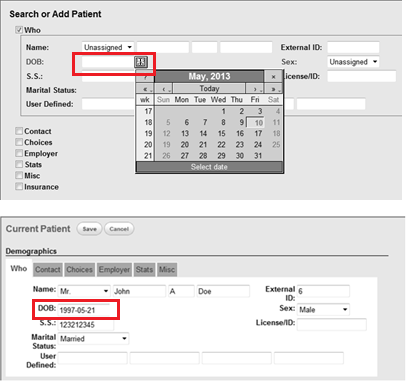 Search or Add Patient
Who
Name: Unassigned External ID:
DOB: Sex: Unassigned
S.S.: ? May, 2013 × License/ID:
Marital Status: « ‹ Today › »
wk Sun Mon Tue Wed Thu Fri Sat
User Defined:
17 1 2 3 4
18 5 6 7 8 9 10 11
19 12 13 14 15 16 17 18
20 19 20 21 22 23 24 25
21 26 27 28 29 30 31
Select date
Contact
Choices
Employer
Stats
Misc
Insurance
Current Patient Save Cancel
Demographics
Who Contact Choices Employer Stats Misc
Name: Mr. John A Doe External ID: 6
DOB: 1997-05-21 Sex: Male
S.S.: 123212345 License/ID:
Marital Status: Married
User Defined: